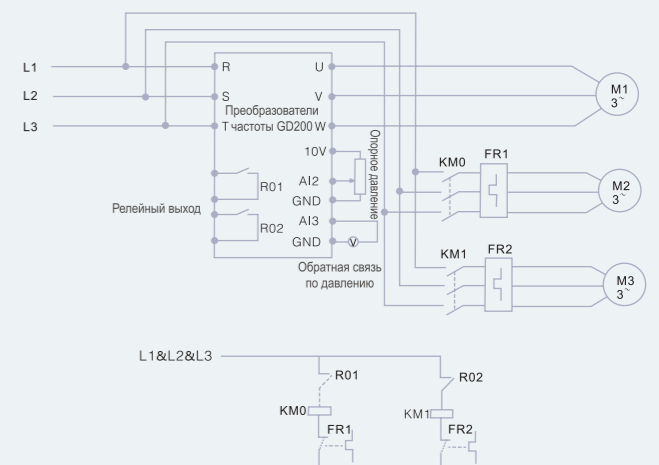 L1
L2
L3
R
S
Преобразователи
T частоты GD200 W
U
V
10V
AI2
GND
AI3
GND
V
R01
R02
Релейный выход
Опорное давление
Обратная связь
по давлению
M1
3~
KM0
FR1
M2
3~
KM1
FR2
M3
3~
L1&L2&L3
R01
R02
KM0
KM1
FR1
FR2